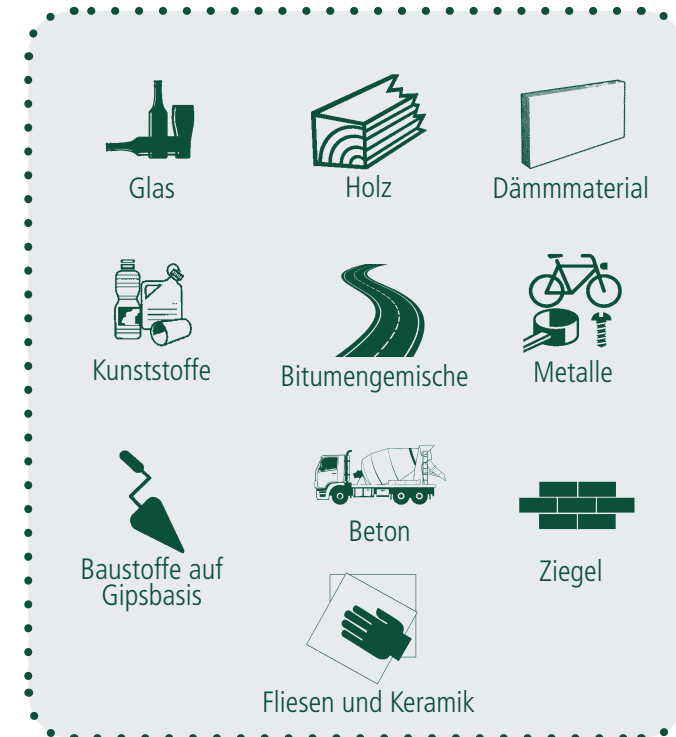 Glas
Holz
Dämmmaterial
Kunststoffe
Bitumengemische
Metalle
Baustoffe auf
Gipsbasis
Beton
Ziegel
Fliesen und Keramik